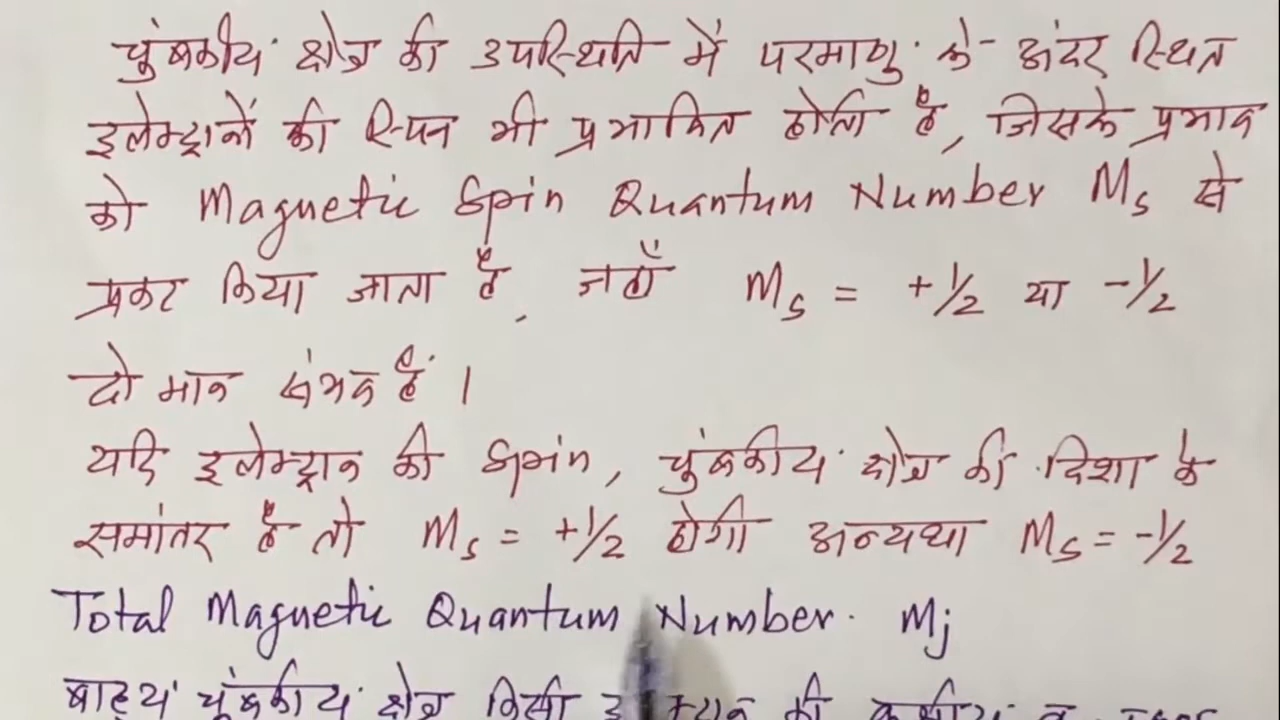 चुंबकीय क्षेत्र की उपस्थिति में परमाणु के अंदर स्थित
इलेक्ट्रानों की स्पिन भी प्रभावित होती है, जिसके प्रभाव
को Magnetic Spin Quantum Number Ms से
प्रकट किया जाता है, जहाँ Ms = +1/2 या -1/2
दो मान संभव हैं ।
यदि इलेक्ट्रान की Spin, चुंबकीय क्षेत्र की दिशा के
समांतर है तो Ms = +1/2 होगी अन्यथा Ms = -1/2
Total Magnetic Quantum Number. Mj
बाह्य चुंबकीय क्षेत्र किसी की